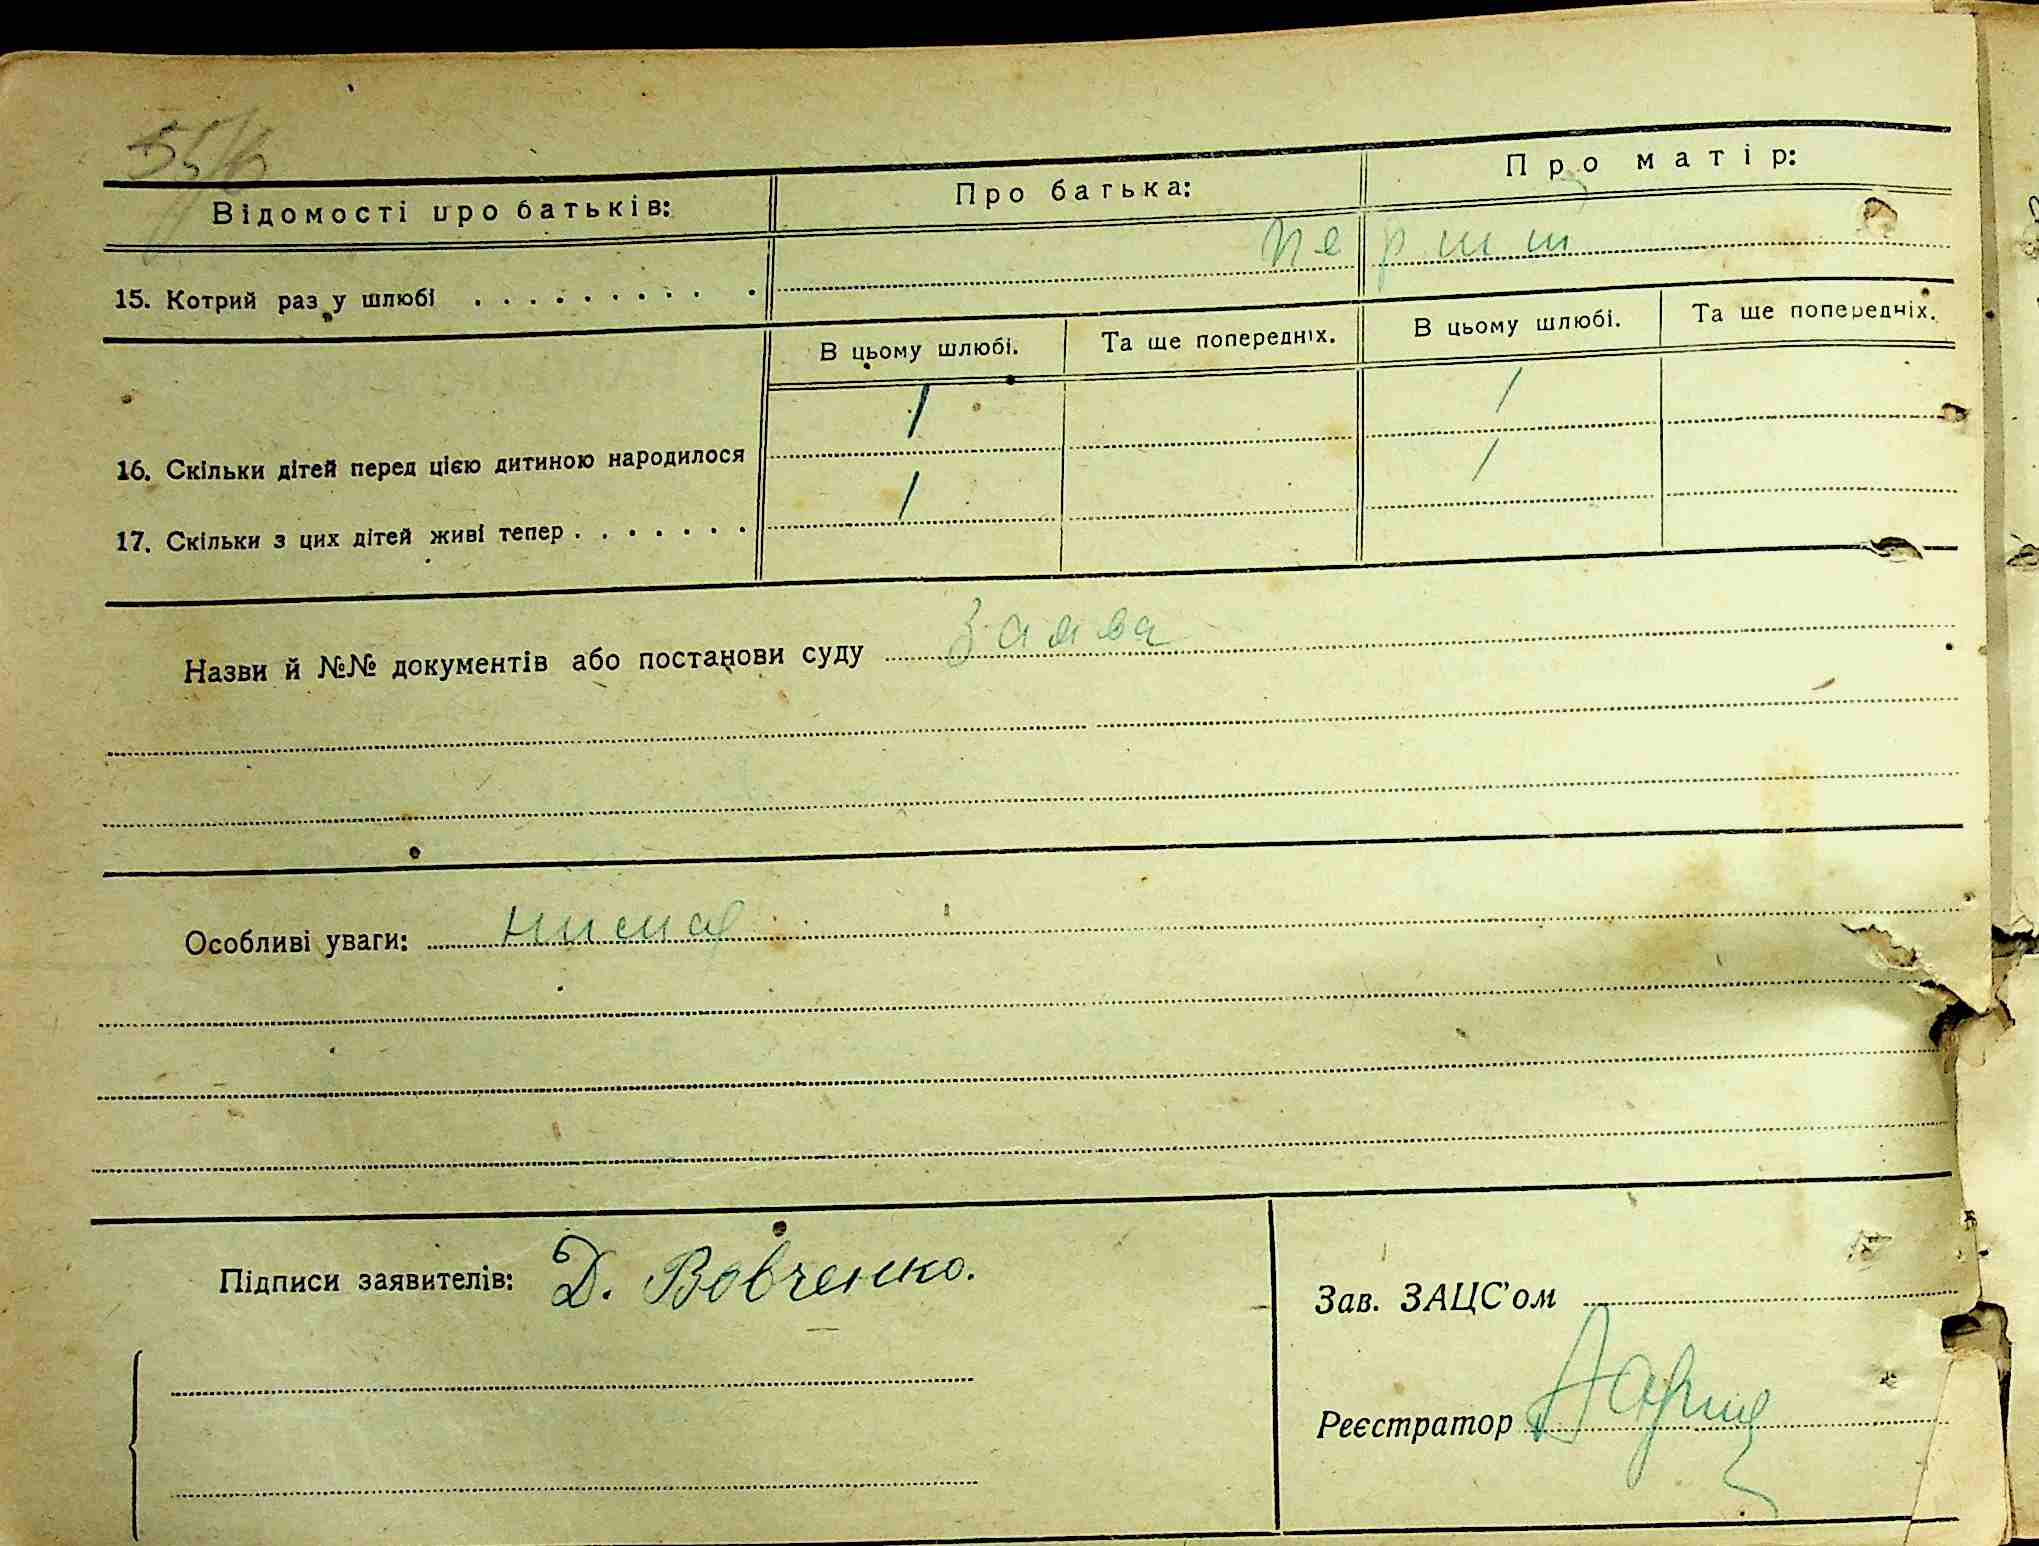 Відомості про батьків:
Про батька:
Про матір:
15. Котрий раз у шлюбі . . . . . . . . . .
перший
В цьому шлюбі.
Та ще попередніх.
В цьому шлюбі.
Та ще попередніх.
16. Скільки дітей перед цією дитиною народилося
1
1
17. Скільки з цих дітей живі тепер . . . . . . .
1
1
Назви й №№ документів або постанови суду заява
Особливі уваги: нима
Підписи заявителів: Д. Вовченко.
Зав. ЗАЦС'ом
Реєстратор